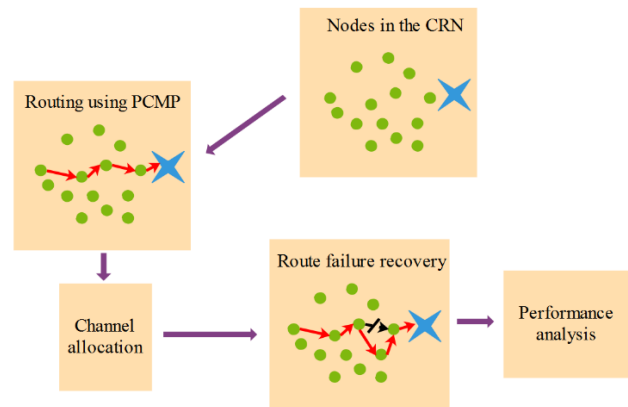 Nodes in the CRN
Routing using PCMP
Channel
allocation
Route failure recovery
Performance
analysis